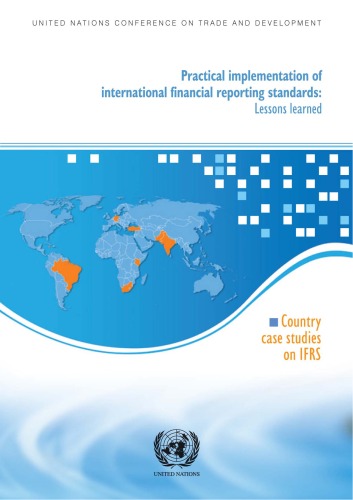 UNITED NATIONS CONFERENCE ON TRADE AND DEVELOPMENT
Practical implementation of
international financial reporting standards:
Lessons learned
Country
case studies
on IFRS
UNITED NATIONS